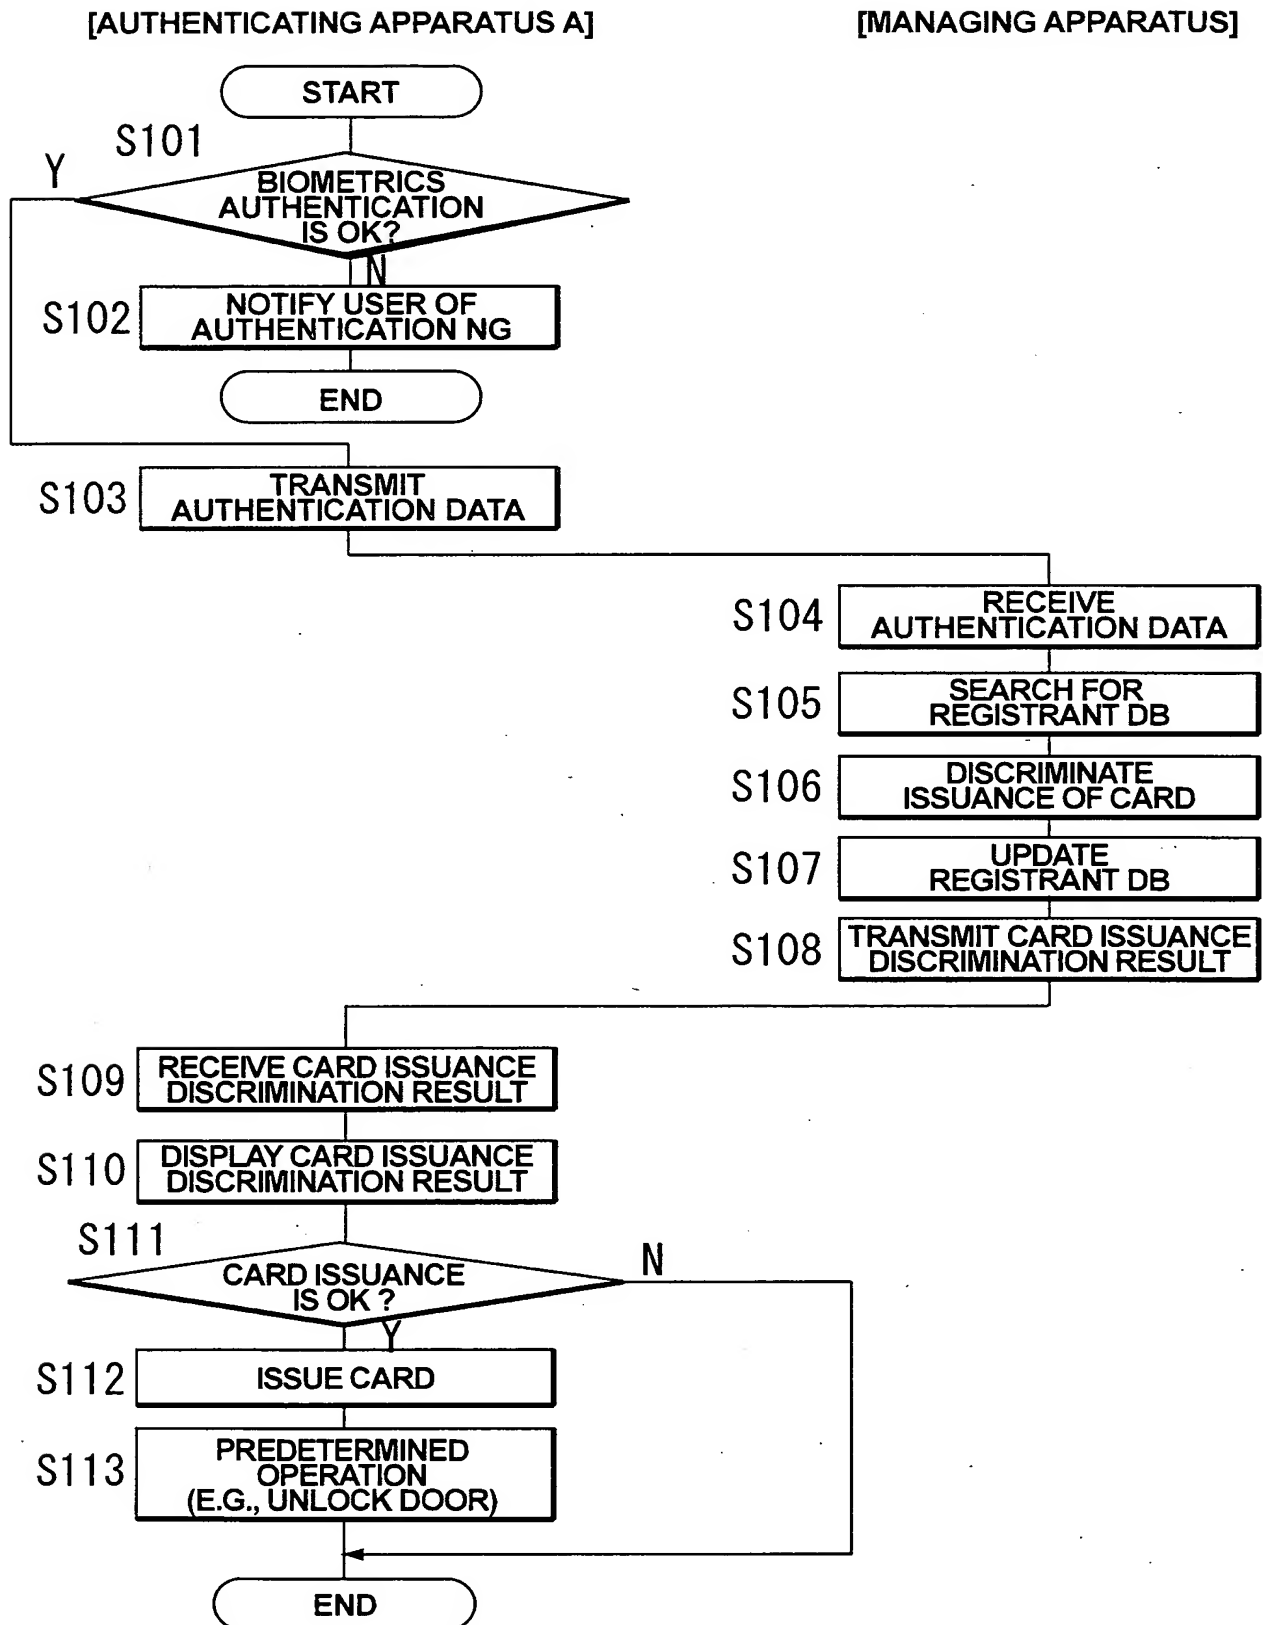 [AUTHENTICATING APPARATUS A]
[MANAGING APPARATUS]
START
S101
Y
BIOMETRICS
AUTHENTICATION
IS OK?
N
S102
NOTIFY USER OF
AUTHENTICATION NG
END
S103
TRANSMIT
AUTHENTICATION DATA
S104
RECEIVE
AUTHENTICATION DATA
S105
SEARCH FOR
REGISTRANT DB
S106
DISCRIMINATE
ISSUANCE OF CARD
S107
UPDATE
REGISTRANT DB
S108
TRANSMIT CARD ISSUANCE
DISCRIMINATION RESULT
S109
RECEIVE CARD ISSUANCE
DISCRIMINATION RESULT
S110
DISPLAY CARD ISSUANCE
DISCRIMINATION RESULT
S111
CARD ISSUANCE
IS OK ?
N
Y
S112
ISSUE CARD
S113
PREDETERMINED
OPERATION
(E.G., UNLOCK DOOR)
END